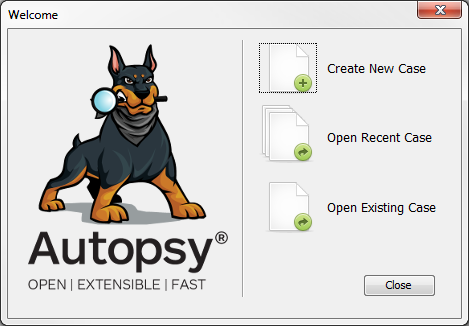 Welcome
Create New Case
Open Recent Case
Open Existing Case
Autopsy®
OPEN | EXTENSIBLE | FAST
Close